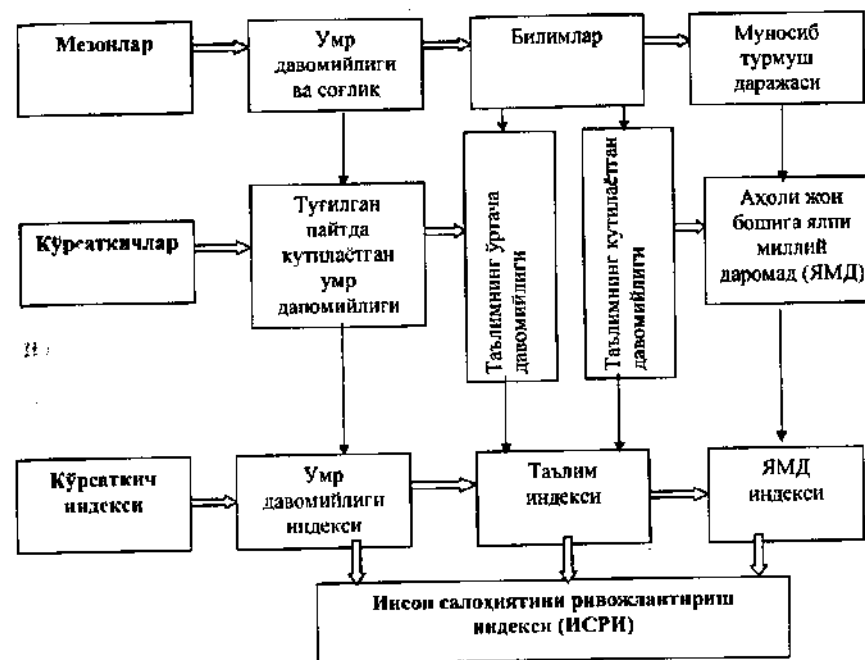 Мезонлар
Умр
давомийлиги
ва соғлиқ
Билимлар
Муносиб
турмуш
даражаси
Кўрсаткичлар
Туғилган
пайтда
кутилаётган
умр
давомийлиги
Таълимнинг ўртача
давомийлиги
Таълимнинг кутилаётган
давомийлиги
Аҳоли жон
бошига ялпи
миллий
даромад (ЯМД)
Кўрсаткич
индекси
Умр
давомийлиги
индекси
Таълим
индекси
ЯМД
индекси
Инсон салоҳиятини ривожлантириш
индекси (ИСРИ)